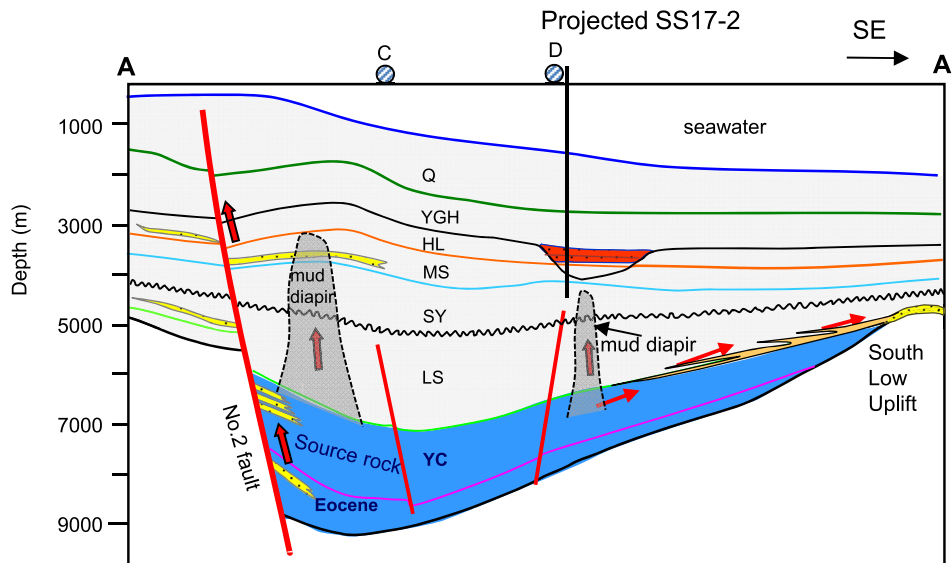 Projected SS17-2
SE
C
D
A
A
1000
3000
5000
7000
9000
Depth (m)
seawater
Q
YGH
HL
MS
SY
LS
mud
diapir
mud diapir
South
Low
Uplift
No.2 fault
Source rock
YC
Eocene